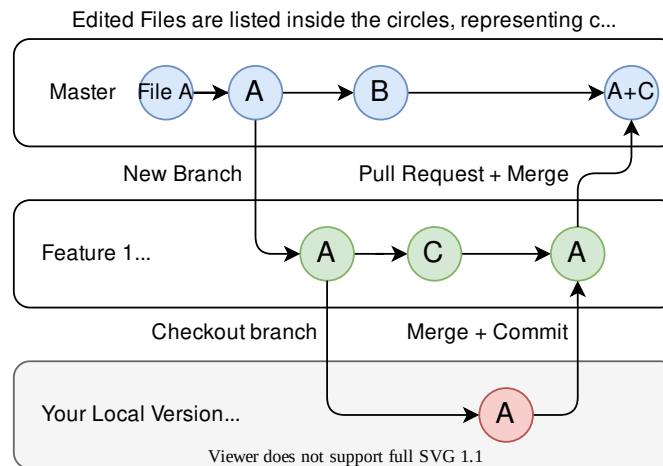 Edited Files are listed inside the circles, representing c...
Master
File A
A
B
A+C
New Branch
Pull Request + Merge
Feature 1...
A
C
A
Checkout branch
Merge + Commit
Your Local Version...
A
Viewer does not support full SVG 1.1